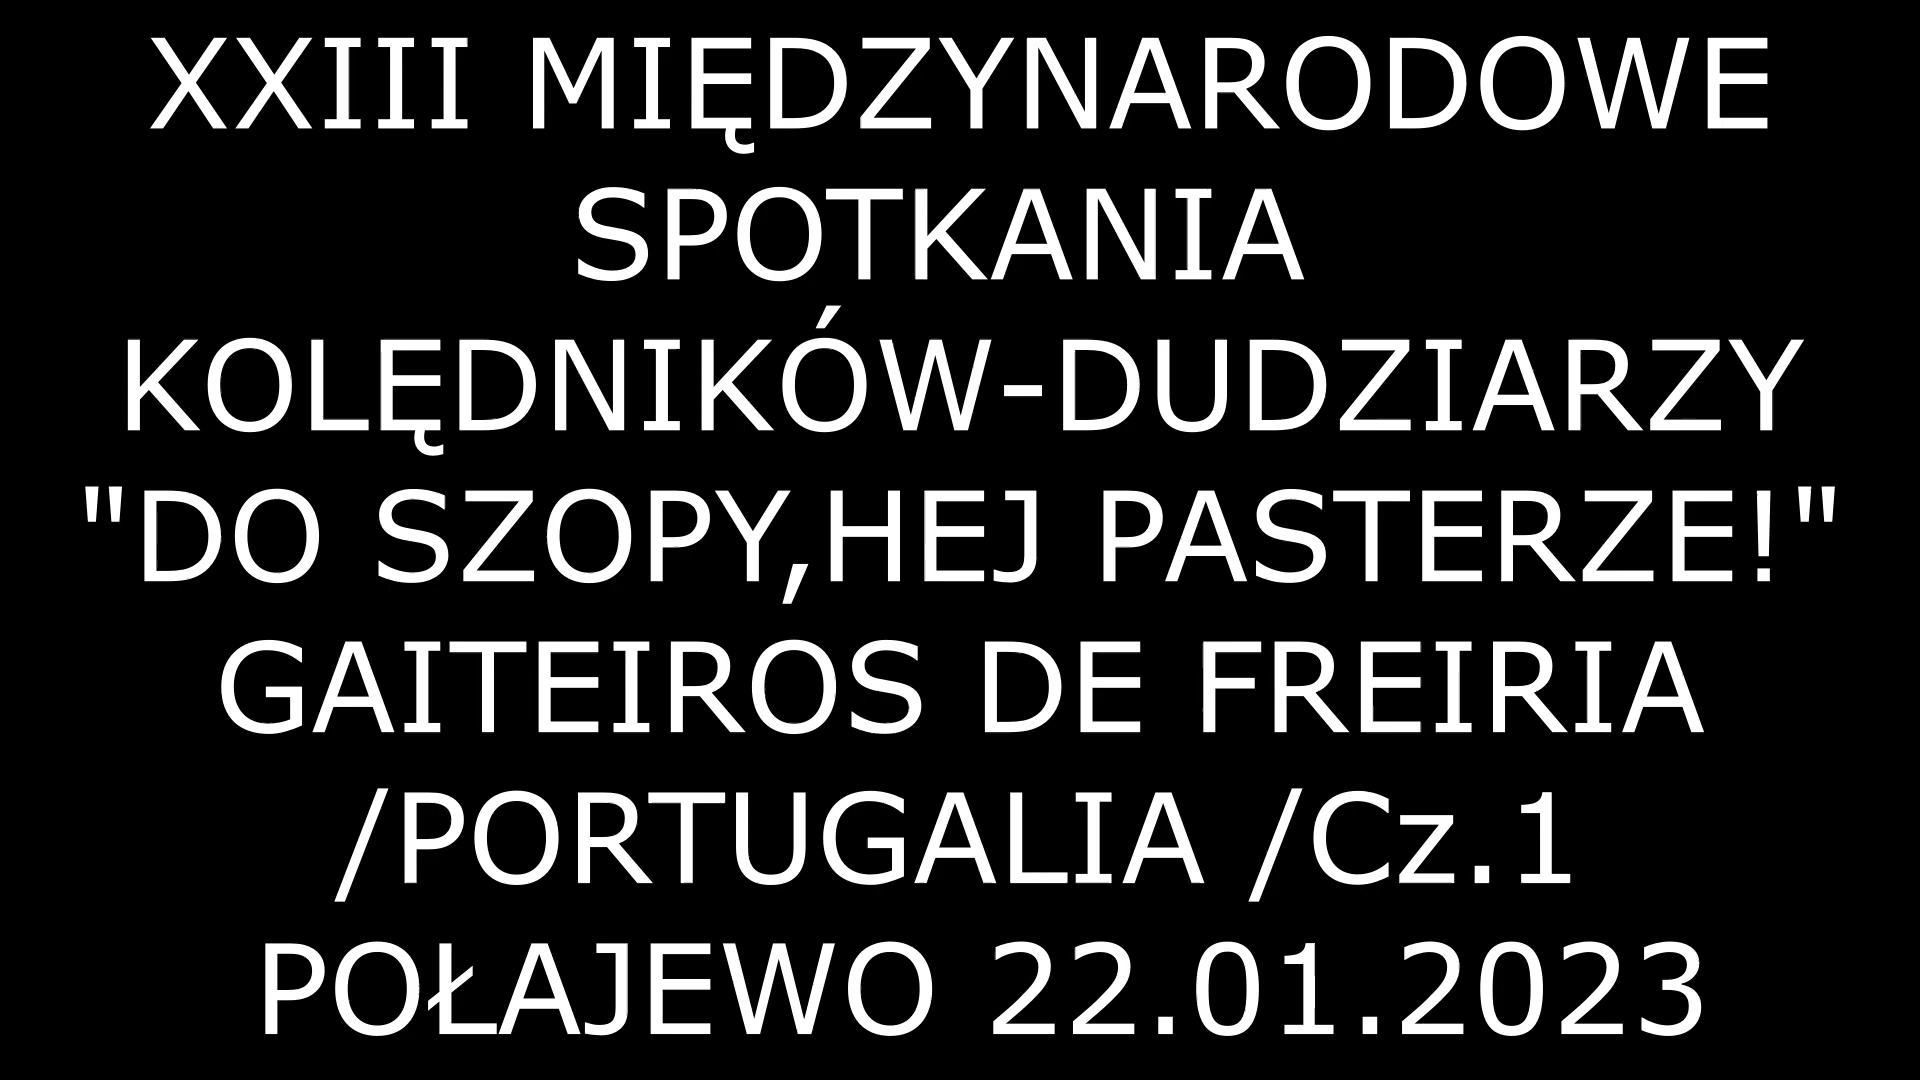 XXIII MIĘDZYNARODOWE
SPOTKANIA
KOLĘDNIKÓW-DUDZIARZY
"DO SZOPY,HEJ PASTERZE!"
GAITEIROS DE FREIRIA
/PORTUGALIA /Cz.1
POŁAJEWO 22.01.2023